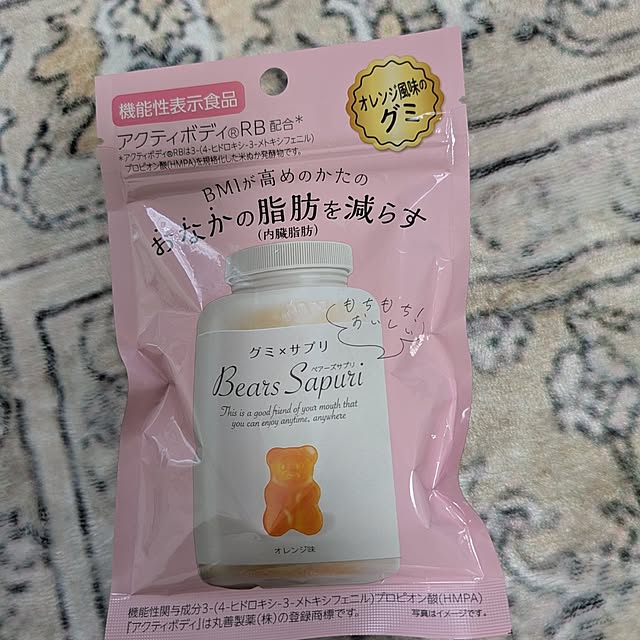 機能性表示食品
オレンジ風味の
グミ
アクティボディ®RB 配合*
*アクティボディ®RBは3-(4-ヒドロキシ-3-メトキシフェニル)
プロピオン酸(HMPA)を規格化した米ぬか発酵物です。
BMIが高めのかたの
おなかの脂肪を減らす
(内臓脂肪)
もちもち!
おいしい!
グミ×サプリ
ベアーズサプリ
Bears Sapuri
This is a good friend of your mouth that
you can enjoy anytime, anywhere
オレンジ味
機能性関与成分3-(4-ヒドロキシ-3-メトキシフェニル)プロピオン酸(HMPA)
「アクティボディ」は丸善製薬(株)の登録商標です。
写真はイメージです。